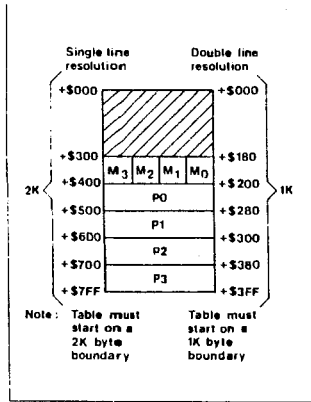 Single line resolution
Double line resolution
+$000 +$000
+$300 +$180
M3 M2 M1 M0
+$400 +$200
2K P0 1K
+$500 +$280
P1
+$600 +$300
P2
+$700 +$380
P3
+$7FF +$3FF
Note: Table must start on a 2K byte boundary
Table must start on a 1K byte boundary